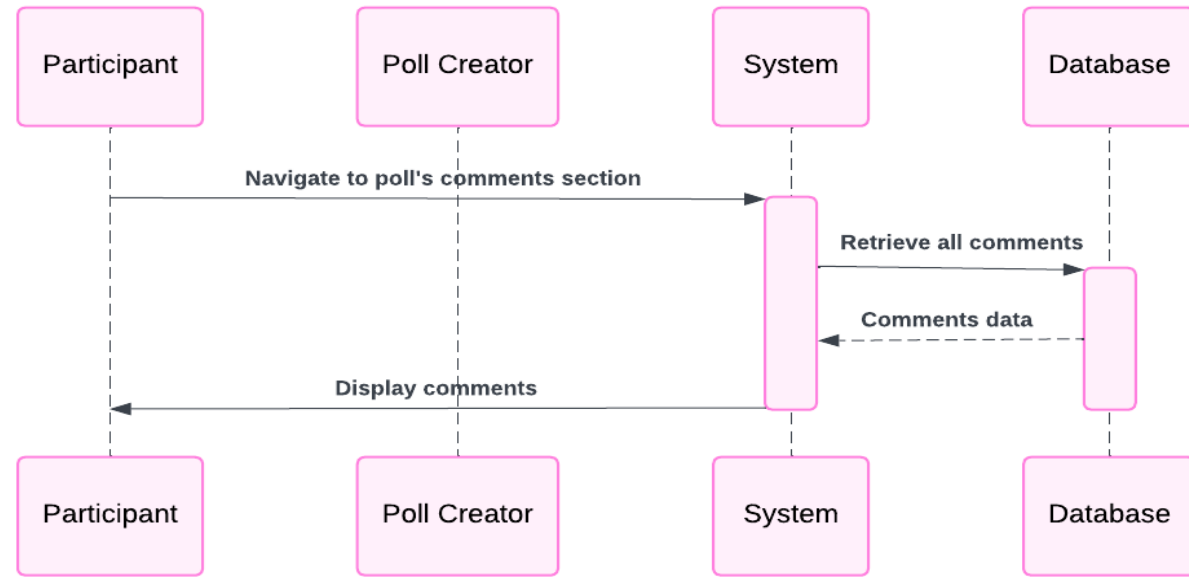 Participant
Poll Creator
System
Database
Navigate to poll's comments section
Retrieve all comments
Comments data
Display comments
Participant
Poll Creator
System
Database